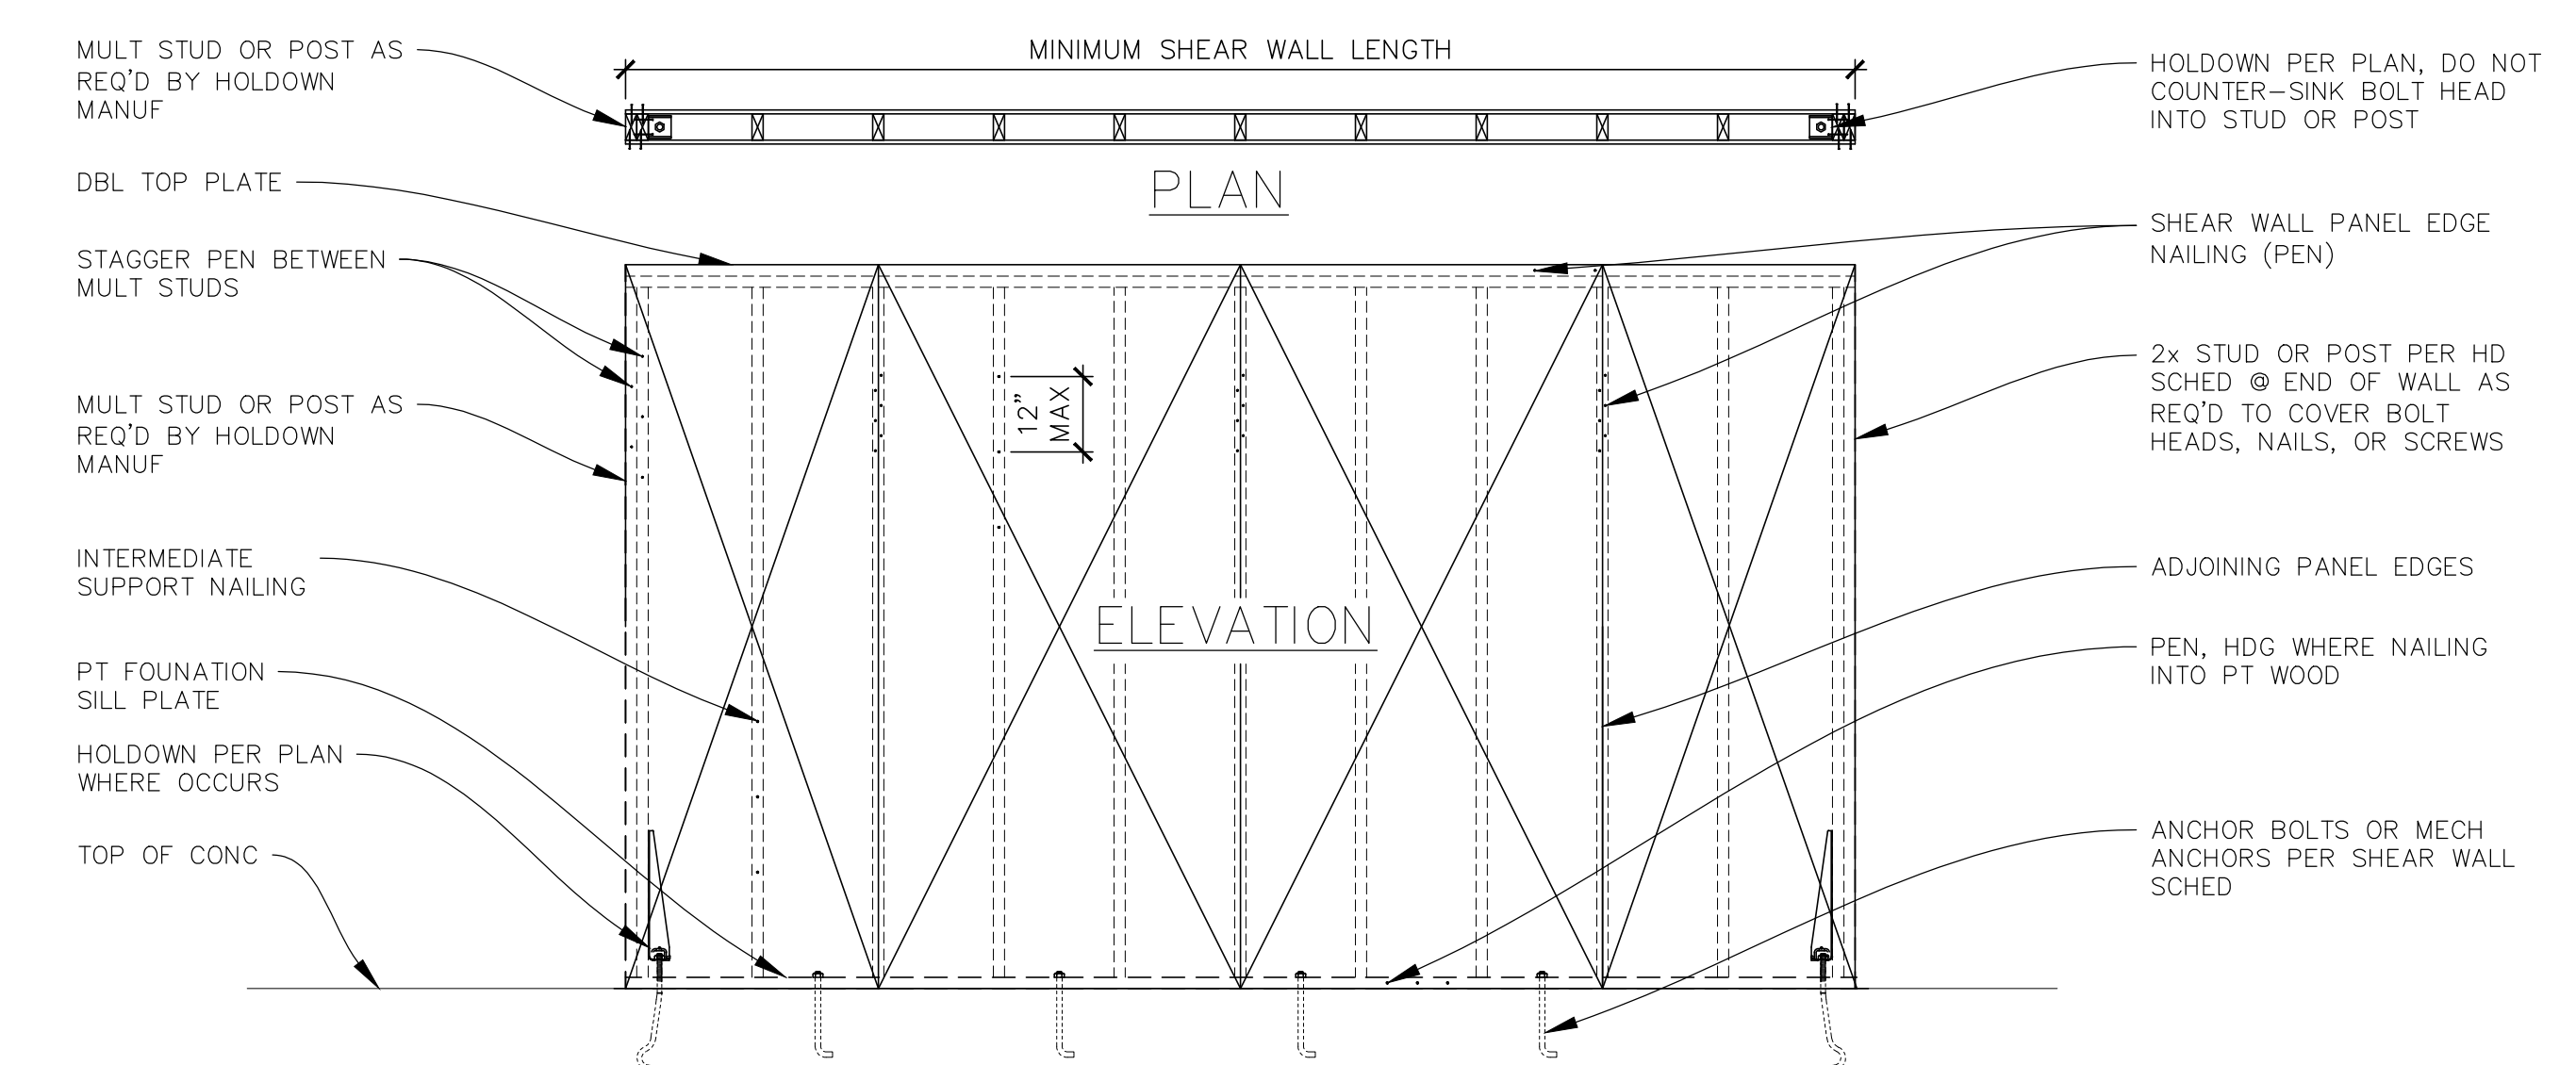 MINIMUM SHEAR WALL LENGTH
MULT STUD OR POST AS
REQ'D BY HOLDOWN
MANUF
HOLDOWN PER PLAN, DO NOT
COUNTER-SINK BOLT HEAD
INTO STUD OR POST
PLAN
DBL TOP PLATE
STAGGER PEN BETWEEN
MULT STUDS
MULT STUD OR POST AS
REQ'D BY HOLDOWN
MANUF
INTERMEDIATE
SUPPORT NAILING
PT FOUNATION
SILL PLATE
HOLDOWN PER PLAN
WHERE OCCURS
TOP OF CONC
12"
MAX
ELEVATION
SHEAR WALL PANEL EDGE
NAILING (PEN)
2x STUD OR POST PER HD
SCHED @ END OF WALL AS
REQ'D TO COVER BOLT
HEADS, NAILS, OR SCREWS
ADJOINING PANEL EDGES
PEN, HDG WHERE NAILING
INTO PT WOOD
ANCHOR BOLTS OR MECH
ANCHORS PER SHEAR WALL
SCHED